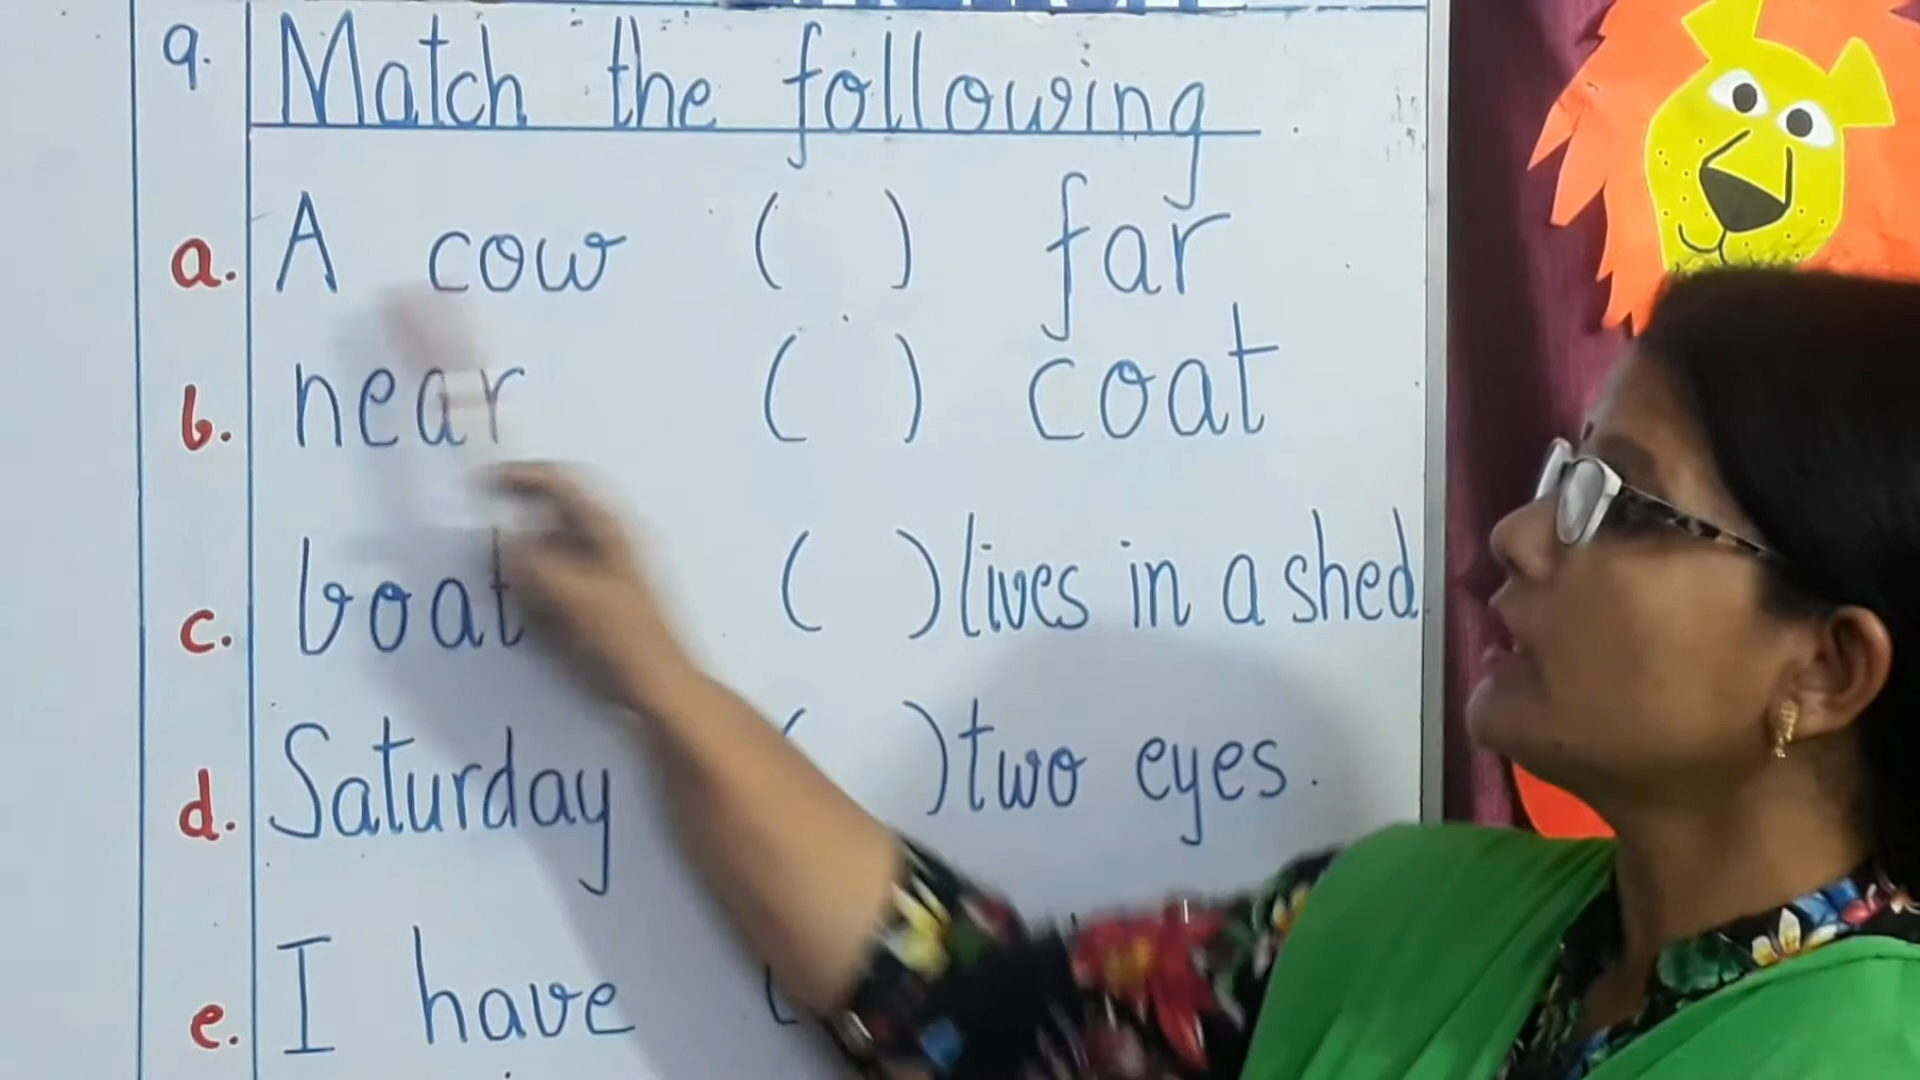 9. Match the following
a. A cow ( ) far
b. near ( ) coat
c. boat ( ) lives in a shed
d. Saturday ( ) two eyes.
e. I have (